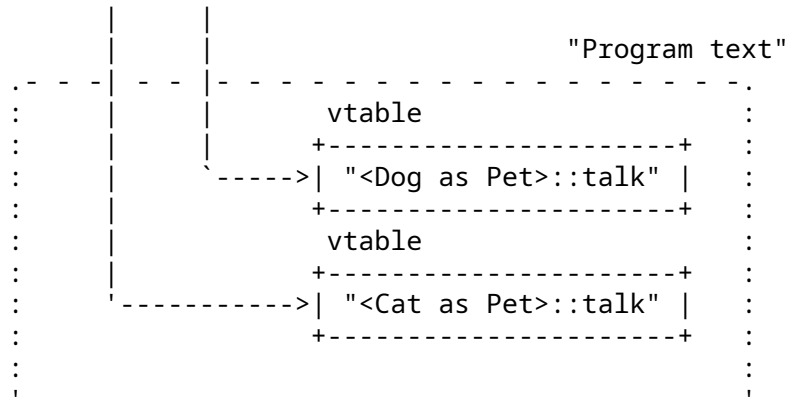 "Program text"
vtable
"<Dog as Pet>::talk"
vtable
"<Cat as Pet>::talk"